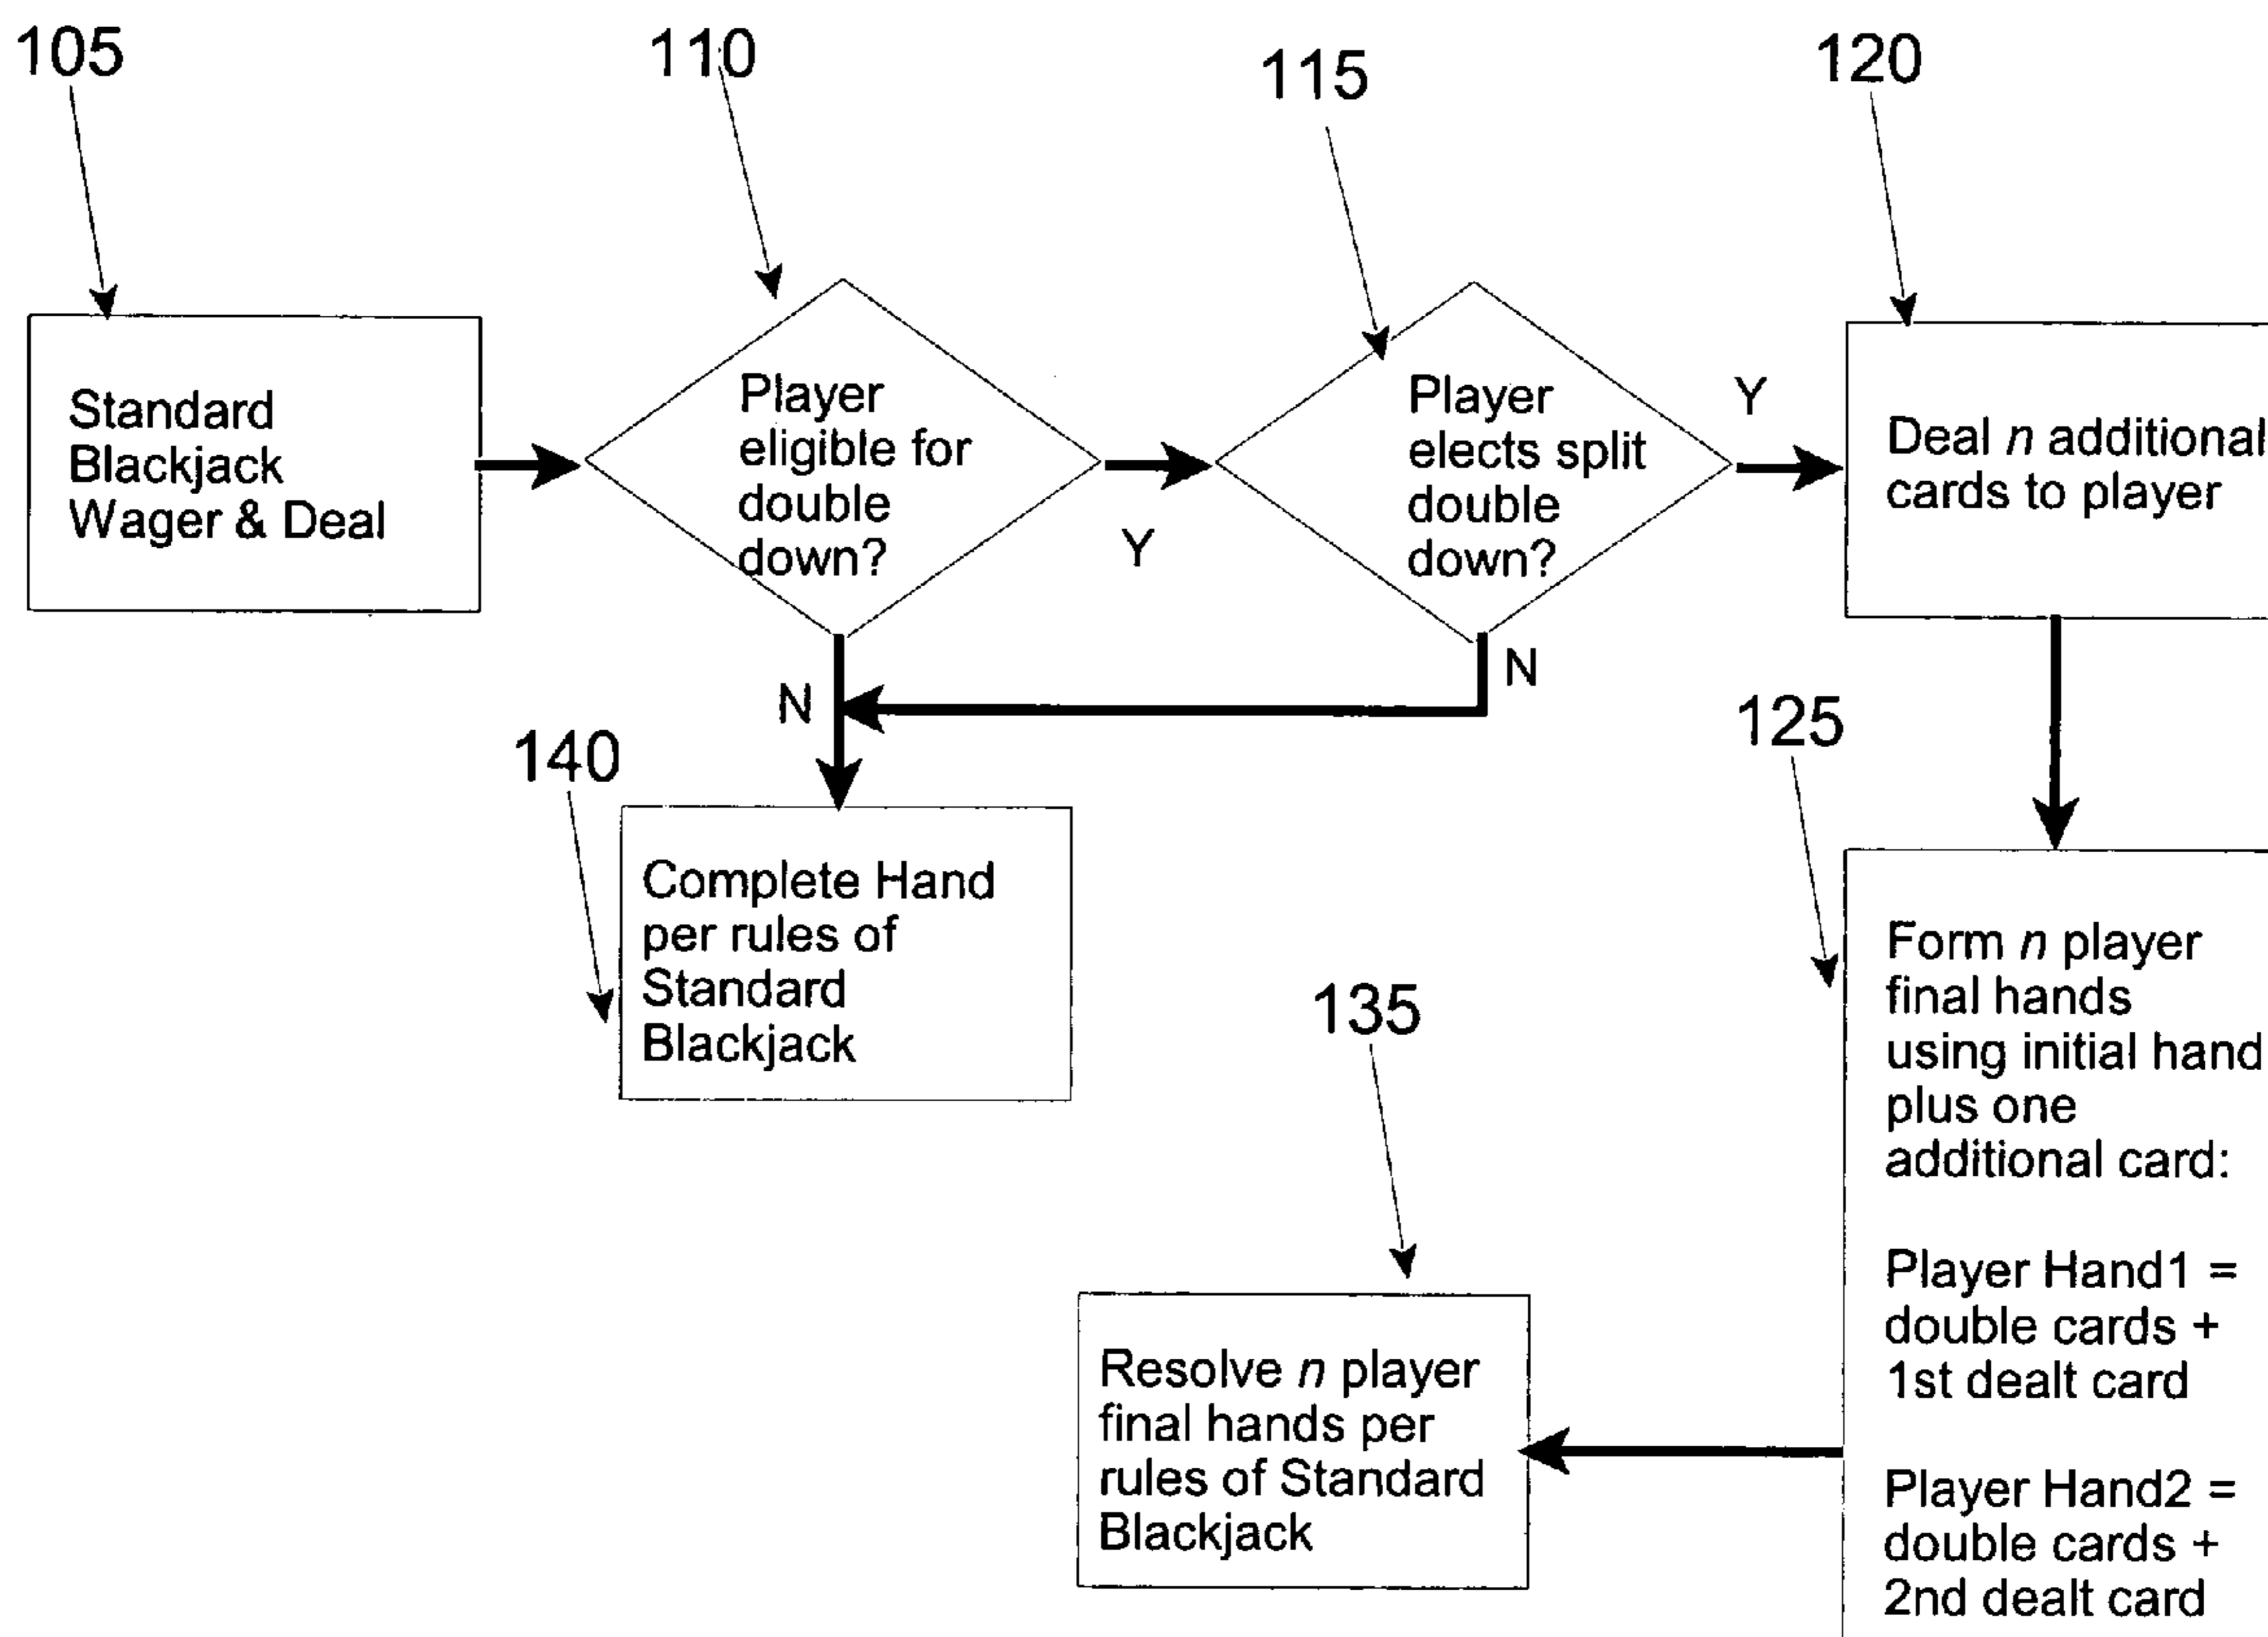 105
110
115
120
Standard
Blackjack
Wager & Deal
Player
eligible for
double
down?
Y
Player
elects split
double
down?
Y
Deal n additional
cards to player
N
N
140
Complete Hand
per rules of
Standard
Blackjack
125
Form n player
final hands
using initial hand
plus one
additional card:
Player Hand1 =
double cards +
1st dealt card
Player Hand2 =
double cards +
2nd dealt card
135
Resolve n player
final hands per
rules of Standard
Blackjack